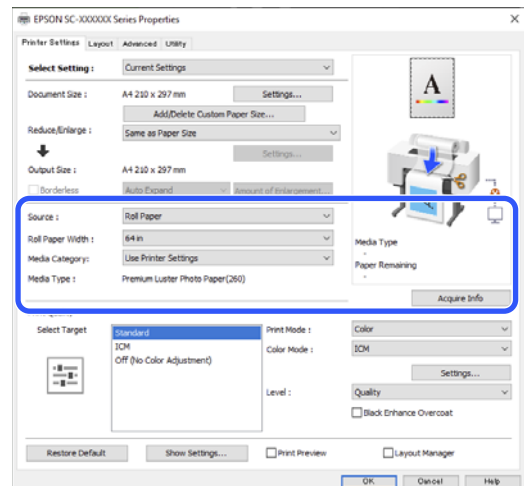 EPSON SC-XXXXXX Series Properties
Printer Settings Layout Advanced Utility
Select Setting : Current Settings
Document Size : A4 210 x 297 mm Settings...
Add/Delete Custom Paper Size...
Reduce/Enlarge : Same as Paper Size
Settings...
Output Size : A4 210 x 297 mm
Borderless Auto Expand Amount of Enlargement...
A
Source : Roll Paper
Roll Paper Width : 64 in
Media Category: Use Printer Settings
Media Type : Premium Luster Photo Paper(260)
Media Type
-
Paper Remaining
-
Acquire Info
Select Target
Standard
ICM
Off (No Color Adjustment)
Print Mode : Color
Color Mode : ICM
Settings...
Level : Quality
Black Enhance Overcoat
Restore Default Show Settings... Print Preview Layout Manager
OK Cancel Help